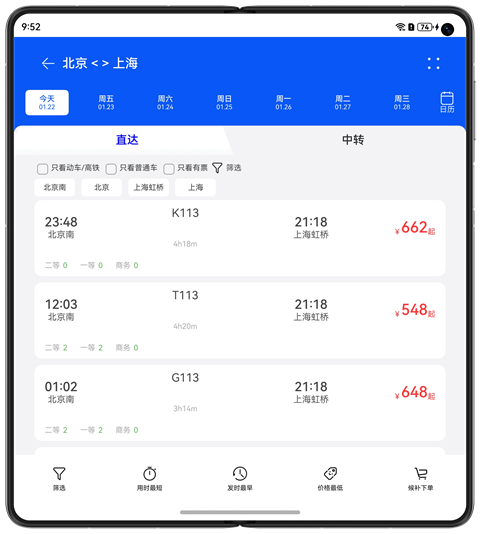 9:52
74
北京 < > 上海
今天 周五 周六 周日 周一 周二 周三
01.22 01.23 01.24 01.25 01.26 01.27 01.28 日历
直达 中转
只看动车/高铁 只看普通车 只看有票 筛选
北京南 北京 上海虹桥 上海
K113
23:48 21:18 ¥662起
北京南 上海虹桥
4h18m
二等 0 一等 0 商务 0
T113
12:03 21:18 ¥548起
北京南 上海虹桥
4h20m
二等 2 一等 2 商务 0
G113
01:02 21:18 ¥648起
北京南 上海虹桥
3h14m
二等 2 一等 2 商务 0
筛选 用时最短 发时最早 价格最低 候补下单